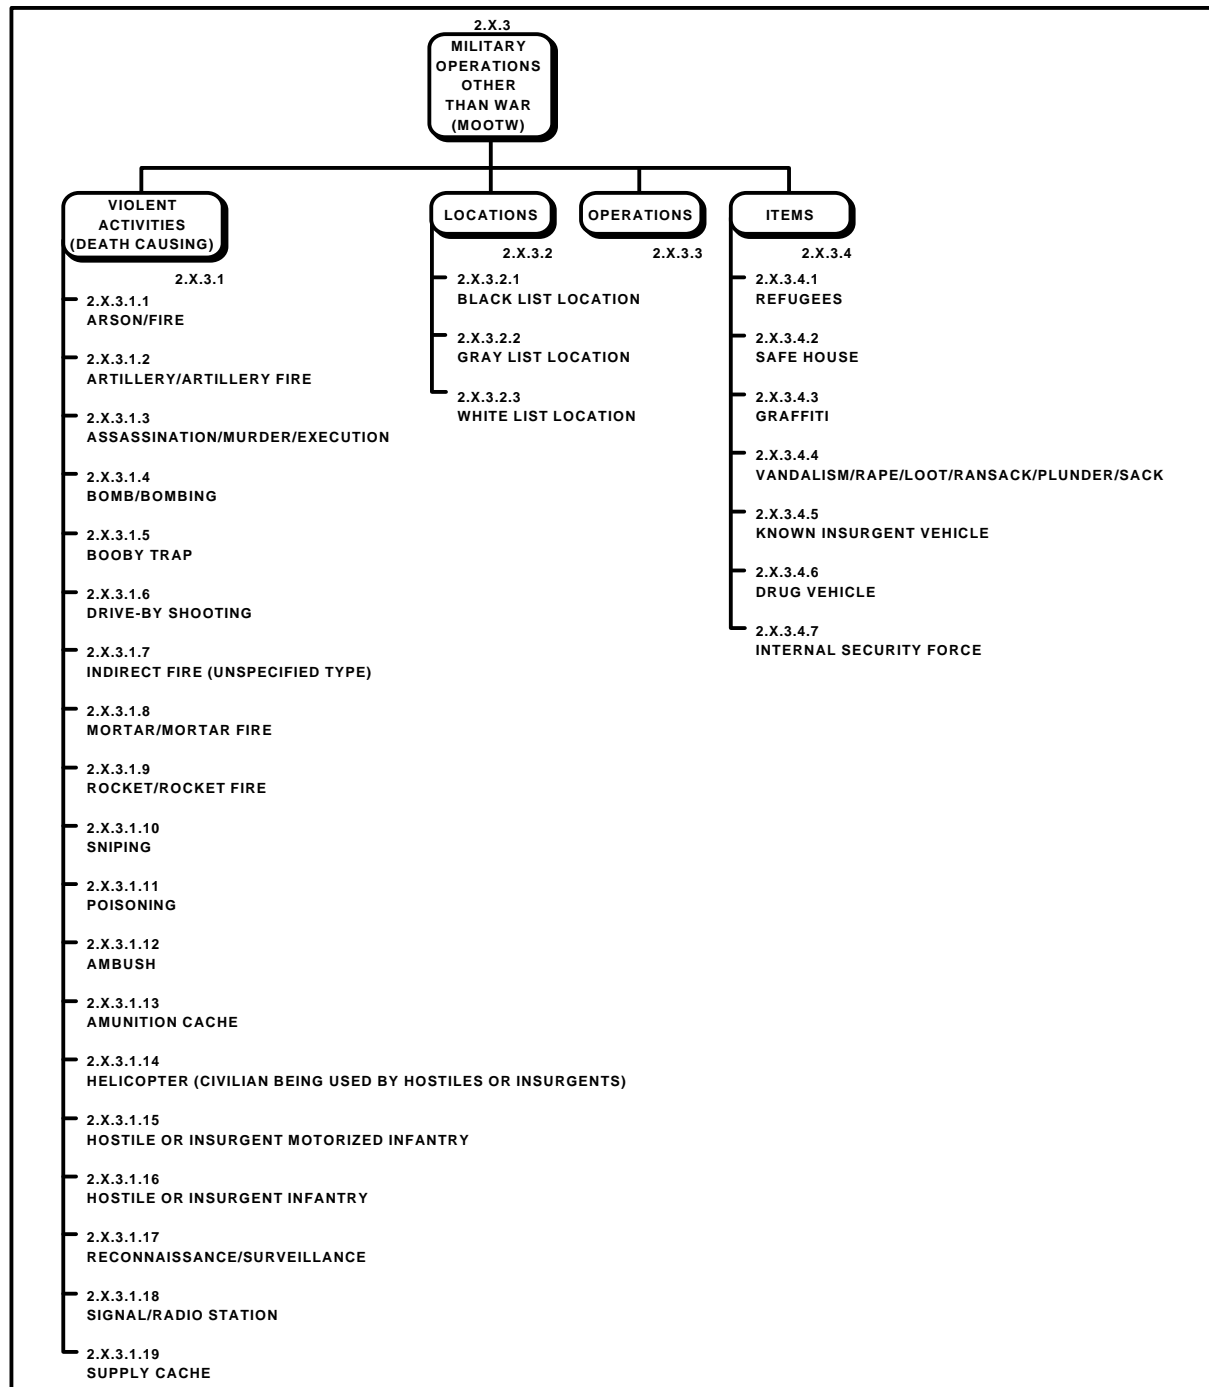 2.X.3
MILITARY
OPERATIONS
OTHER
THAN WAR
(MOOTW)
VIOLENT
ACTIVITIES
(DEATH CAUSING)
2.X.3.1
2.X.3.1.1
ARSON/FIRE
2.X.3.1.2
ARTILLERY/ARTILLERY FIRE
2.X.3.1.3
ASSASSINATION/MURDER/EXECUTION
2.X.3.1.4
BOMB/BOMBING
2.X.3.1.5
BOOBY TRAP
2.X.3.1.6
DRIVE-BY SHOOTING
2.X.3.1.7
INDIRECT FIRE (UNSPECIFIED TYPE)
2.X.3.1.8
MORTAR/MORTAR FIRE
2.X.3.1.9
ROCKET/ROCKET FIRE
2.X.3.1.10
SNIPING
2.X.3.1.11
POISONING
2.X.3.1.12
AMBUSH
2.X.3.1.13
AMUNITION CACHE
2.X.3.1.14
HELICOPTER (CIVILIAN BEING USED BY HOSTILES OR INSURGENTS)
2.X.3.1.15
HOSTILE OR INSURGENT MOTORIZED INFANTRY
2.X.3.1.16
HOSTILE OR INSURGENT INFANTRY
2.X.3.1.17
RECONNAISSANCE/SURVEILLANCE
2.X.3.1.18
SIGNAL/RADIO STATION
2.X.3.1.19
SUPPLY CACHE
LOCATIONS
2.X.3.2
2.X.3.2.1
BLACK LIST LOCATION
2.X.3.2.2
GRAY LIST LOCATION
2.X.3.2.3
WHITE LIST LOCATION
OPERATIONS
2.X.3.3
ITEMS
2.X.3.4
2.X.3.4.1
REFUGEES
2.X.3.4.2
SAFE HOUSE
2.X.3.4.3
GRAFFITI
2.X.3.4.4
VANDALISM/RAPE/LOOT/RANSACK/PLUNDER/SACK
2.X.3.4.5
KNOWN INSURGENT VEHICLE
2.X.3.4.6
DRUG VEHICLE
2.X.3.4.7
INTERNAL SECURITY FORCE